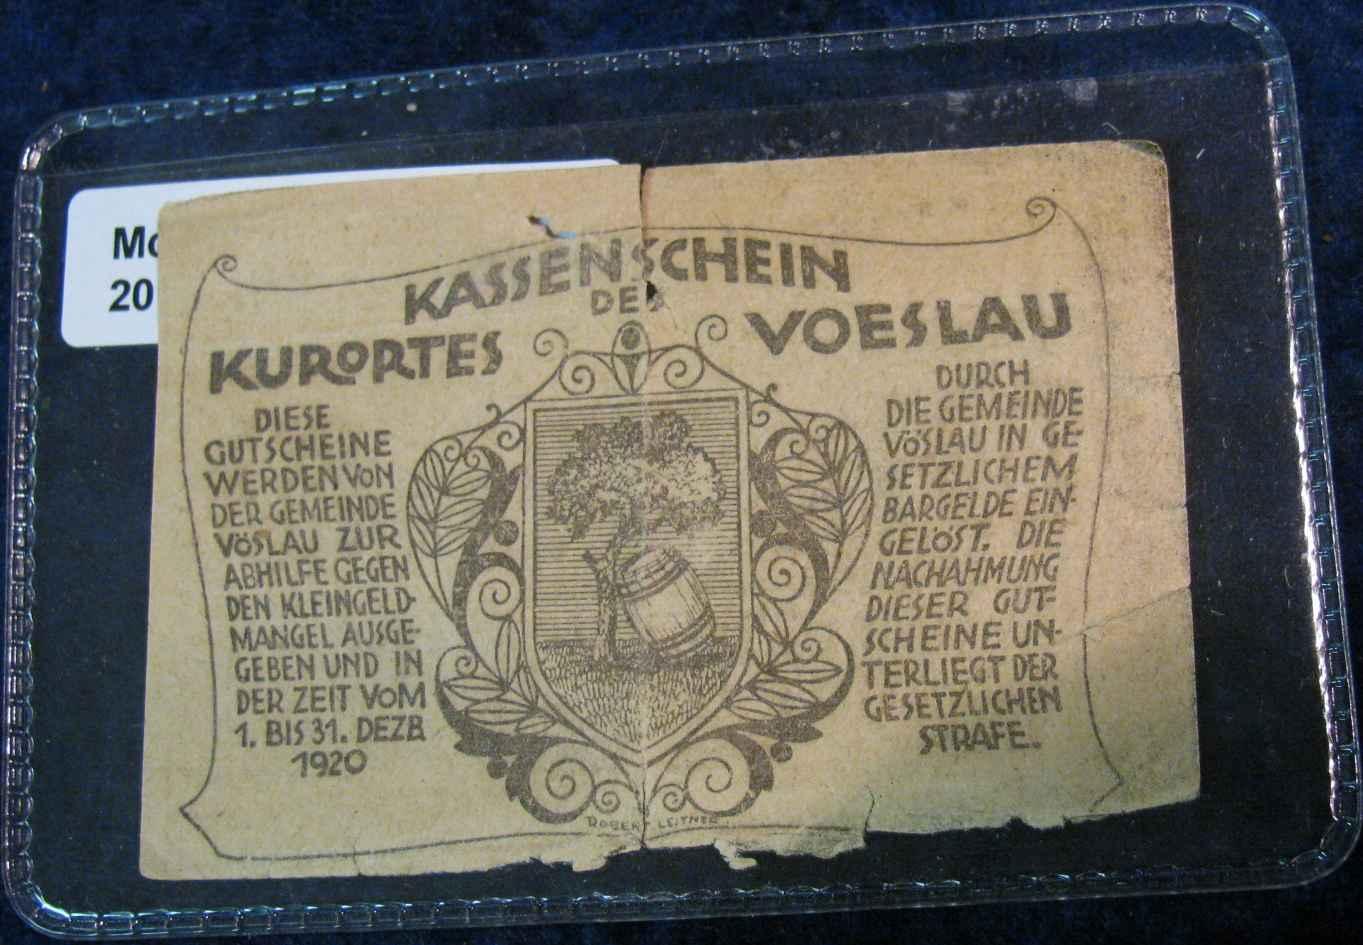 Mo
20
KASSENSCHEIN
DES
KURORTES VOESLAU
DIESE
GUTSCHEINE
WERDEN VON
DER GEMEINDE
VÖSLAU ZUR
ABHILFE GEGEN
DEN KLEINGELD-
MANGEL AUSGE-
GEBEN UND IN
DER ZEIT VOM
1. BIS 31. DEZB
1920
DURCH
DIE GEMEINDE
VÖSLAU IN GE-
SETZLICHEM
BARGELDE EIN-
GELÖST. DIE
NACHAHMUNG
DIESER GUT-
SCHEINE UN-
TERLIEGT DER
GESETZLICHEN
STRAFE.
ROBERT LEITNER